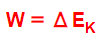 W = Δ E_K